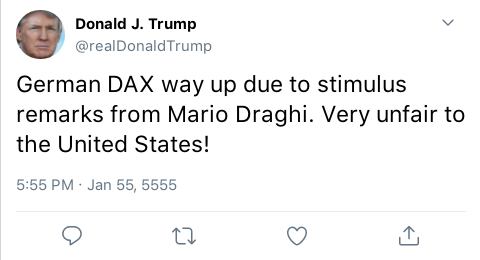 Donald J. Trump
@realDonaldTrump
German DAX way up due to stimulus
remarks from Mario Draghi. Very unfair to
the United States!
5:55 PM · Jan 55, 5555